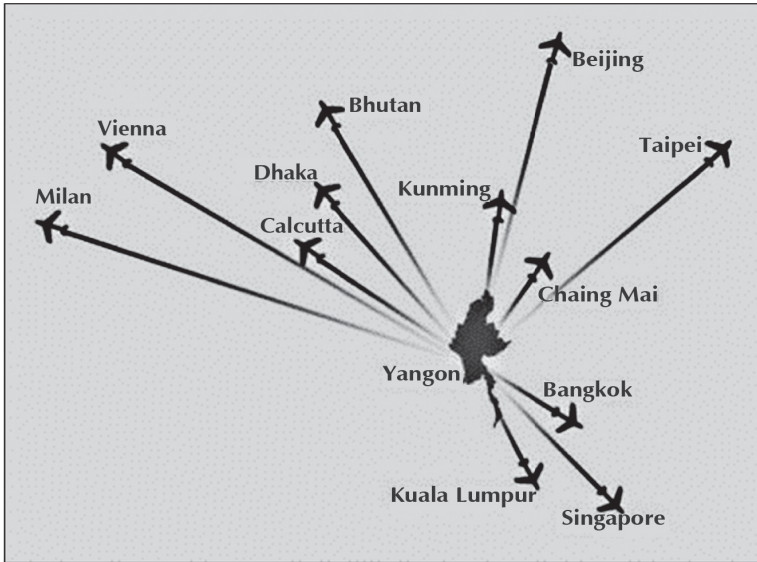 Beijing
Bhutan
Vienna
Taipei
Dhaka
Kunming
Milan
Calcutta
Chaing Mai
Yangon
Bangkok
Kuala Lumpur
Singapore